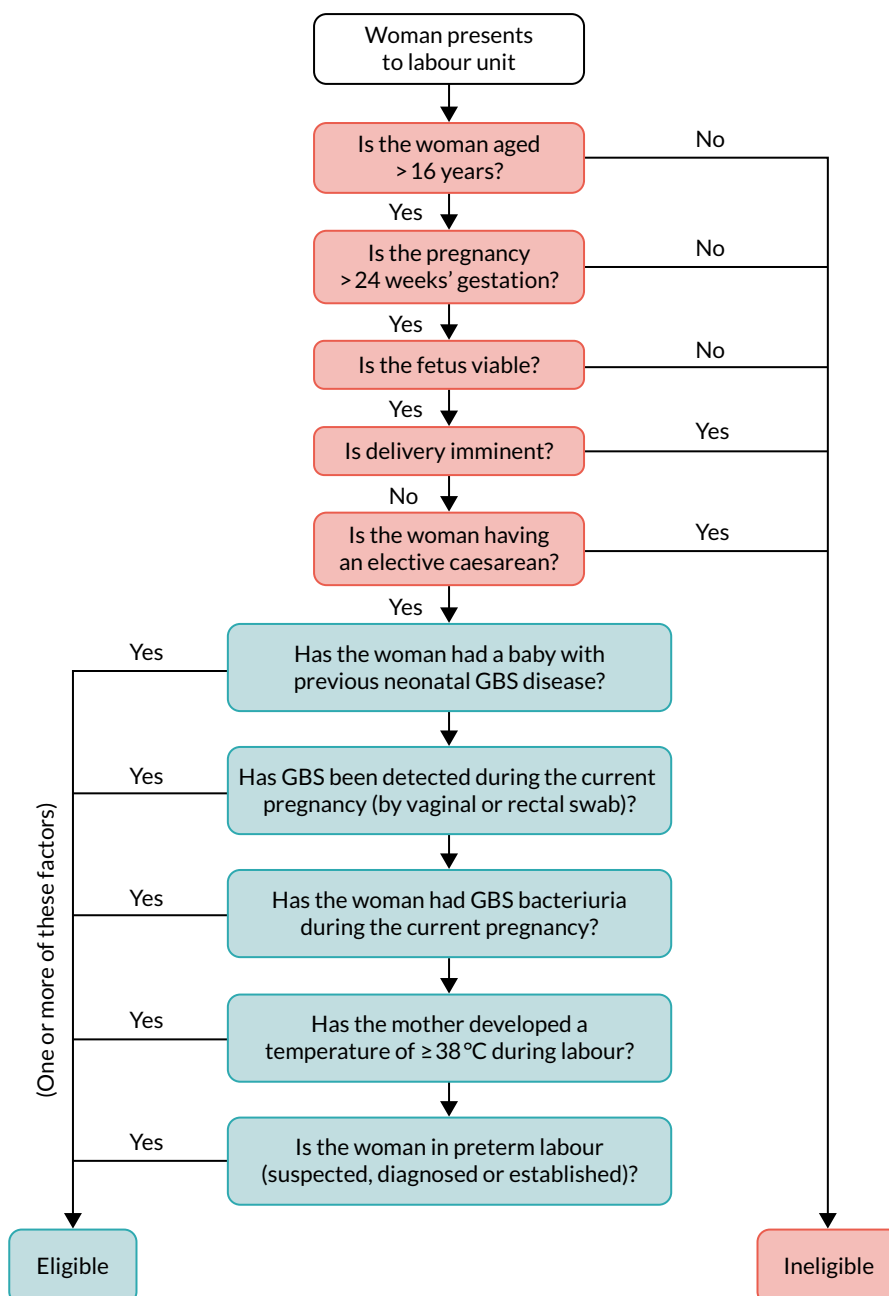 Woman presents
to labour unit
Is the woman aged
> 16 years?
No
Yes
Is the pregnancy
> 24 weeks’ gestation?
No
Yes
Is the fetus viable?
No
Yes
Is delivery imminent?
Yes
No
Is the woman having
an elective caesarean?
Yes
Yes
Has the woman had a baby with
previous neonatal GBS disease?
Yes
Has GBS been detected during the current
pregnancy (by vaginal or rectal swab)?
Yes
Has the woman had GBS bacteriuria
during the current pregnancy?
Yes
Has the mother developed a
temperature of ≥ 38 °C during labour?
Yes
Is the woman in preterm labour
(suspected, diagnosed or established)?
Yes
(One or more of these factors)
Eligible
Ineligible